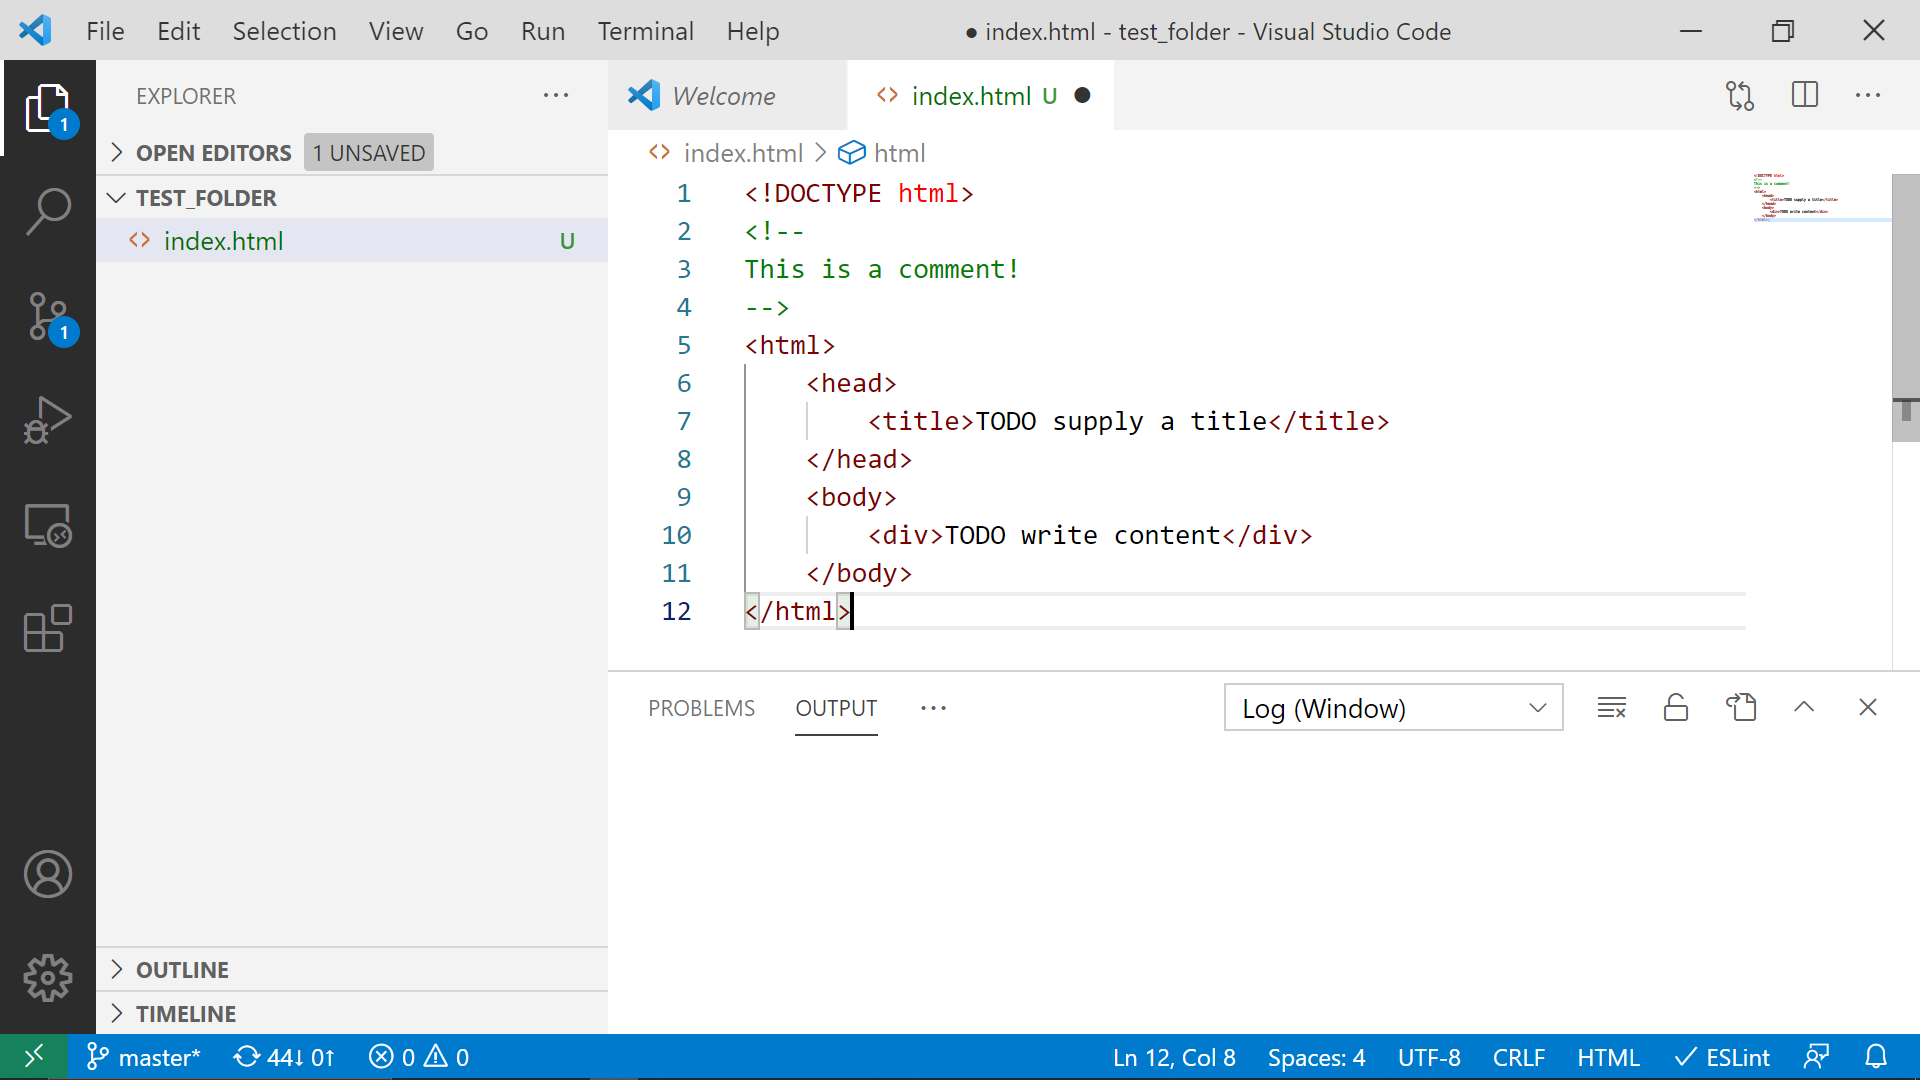 File Edit Selection View Go Run Terminal Help ● index.html - test_folder - Visual Studio Code
EXPLORER
1
OPEN EDITORS 1 UNSAVED
TEST_FOLDER
index.html U
1
Welcome index.html U
index.html > html
1 <!DOCTYPE html>
2 <!--
3 This is a comment!
4 -->
5 <html>
6 <head>
7 <title>TODO supply a title</title>
8 </head>
9 <body>
10 <div>TODO write content</div>
11 </body>
12 </html>
PROBLEMS OUTPUT ··· Log (Window)
OUTLINE
TIMELINE
master* 44↓ 0↑ 0 0 Ln 12, Col 8 Spaces: 4 UTF-8 CRLF HTML ESLint